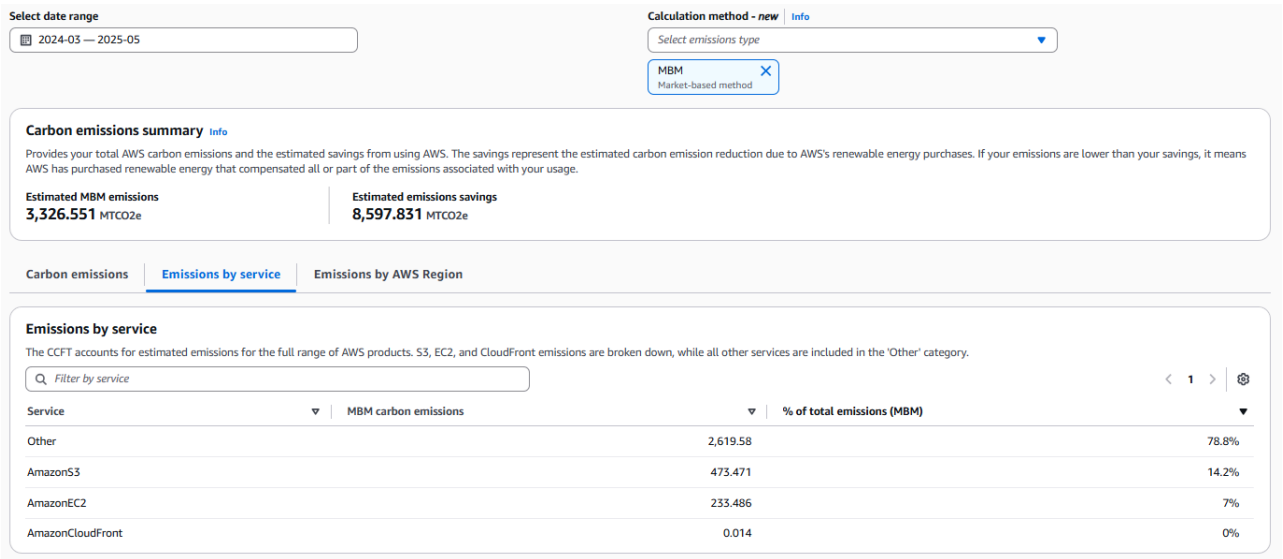 Select date range
2024-03 — 2025-05
Calculation method - new Info
Select emissions type
MBM
Market-based method
Carbon emissions summary Info
Provides your total AWS carbon emissions and the estimated savings from using AWS. The savings represent the estimated carbon emission reduction due to AWS's renewable energy purchases. If your emissions are lower than your savings, it means
AWS has purchased renewable energy that compensated all or part of the emissions associated with your usage.
Estimated MBM emissions
3,326.551 MTCO2e
Estimated emissions savings
8,597.831 MTCO2e
Carbon emissions Emissions by service Emissions by AWS Region
Emissions by service
The CCFT accounts for estimated emissions for the full range of AWS products. S3, EC2, and CloudFront emissions are broken down, while all other services are included in the 'Other' category.
Filter by service
1
Service MBM carbon emissions % of total emissions (MBM)
Other 2,619.58 78.8%
AmazonS3 473.471 14.2%
AmazonEC2 233.486 7%
AmazonCloudFront 0.014 0%